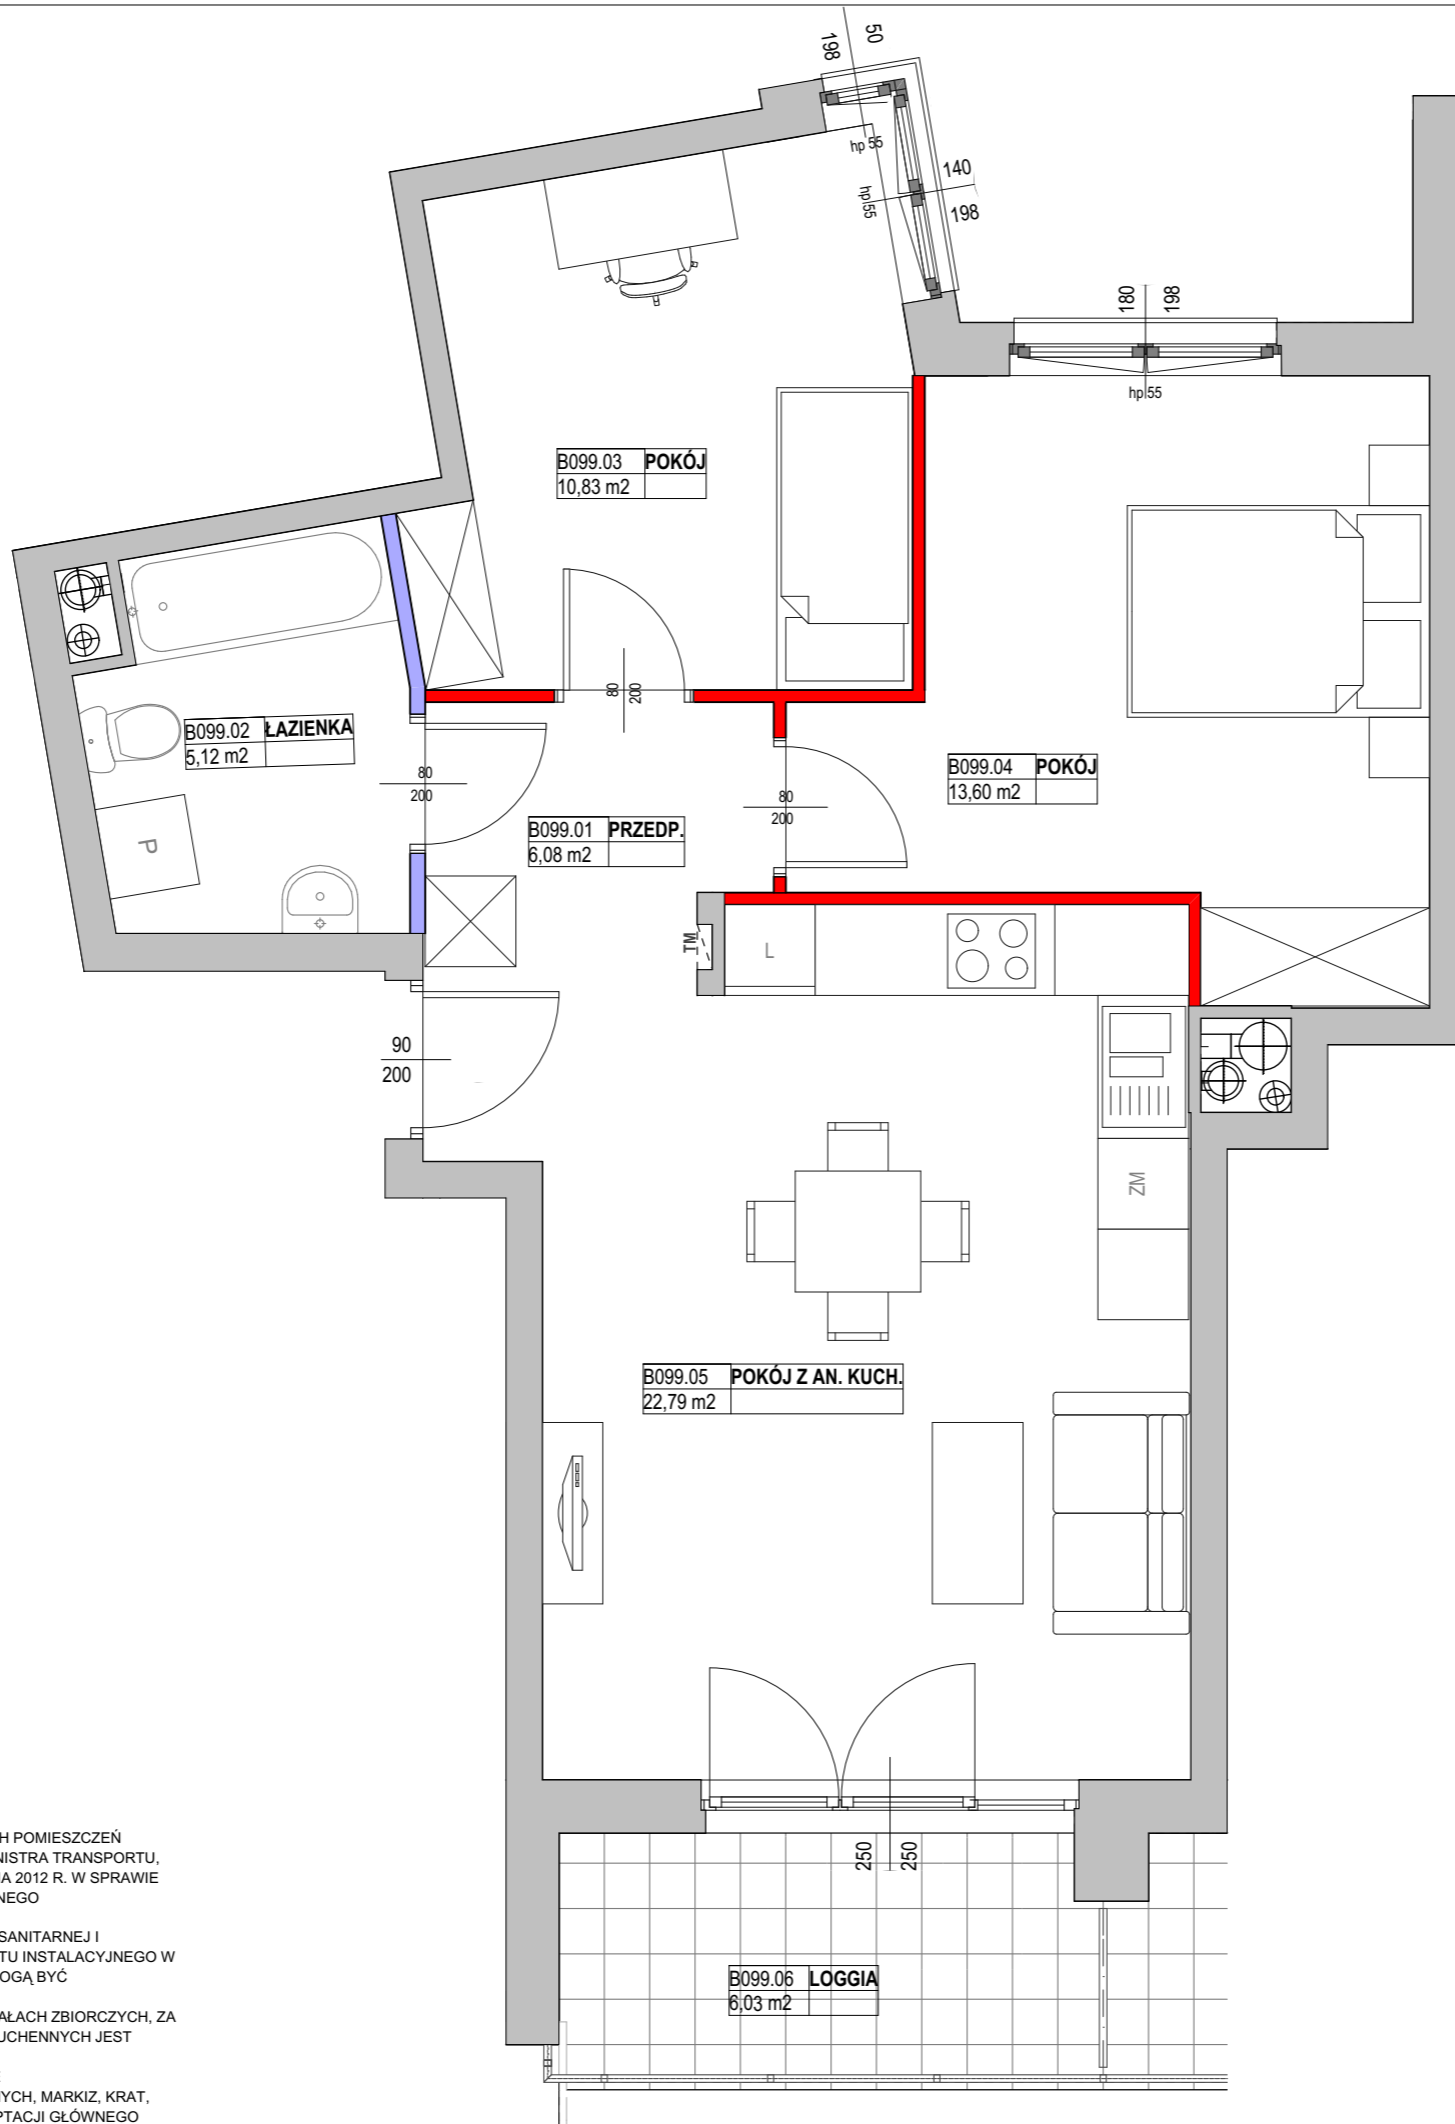 50
198
hp 55
140
198
hp 55
180
198
hp 55
B099.03 POKÓJ
10,83 m2
B099.02 ŁAZIENKA
5,12 m2
80
200
80
200
P
B099.01 PRZEDP.
6,08 m2
80
200
B099.04 POKÓJ
13,60 m2
TM
L
90
200
ZM
B099.05 POKÓJ Z AN. KUCH.
22,79 m2
250
250
B099.06 LOGGIA
6,03 m2
H POMIESZCZEŃ
NISTRA TRANSPORTU,
IA 2012 R. W SPRAWIE
NEGO
SANITARNEJ I
TU INSTALACYJNEGO W
OGĄ BYĆ
AŁACH ZBIORCZYCH, ZA
UCHENNYCH JEST
NYCH, MARKIZ, KRAT,
PTACJI GŁÓWNEGO